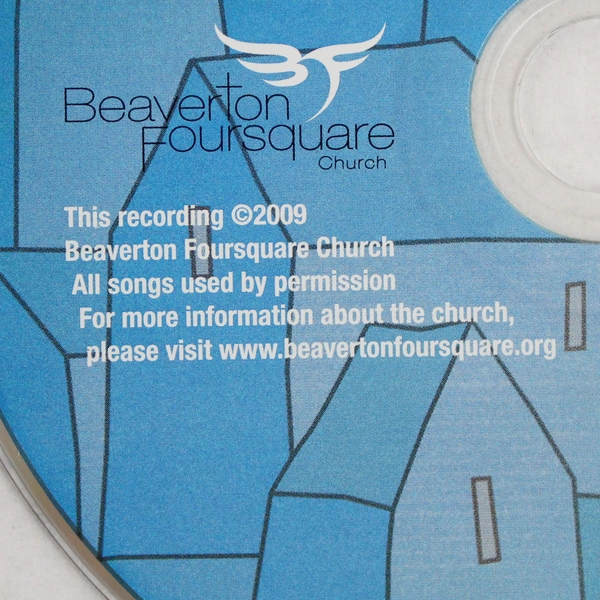 BF
Beaverton
Foursquare
Church
This recording ©2009
Beaverton Foursquare Church
All songs used by permission
For more information about the church,
please visit www.beavertonfoursquare.org